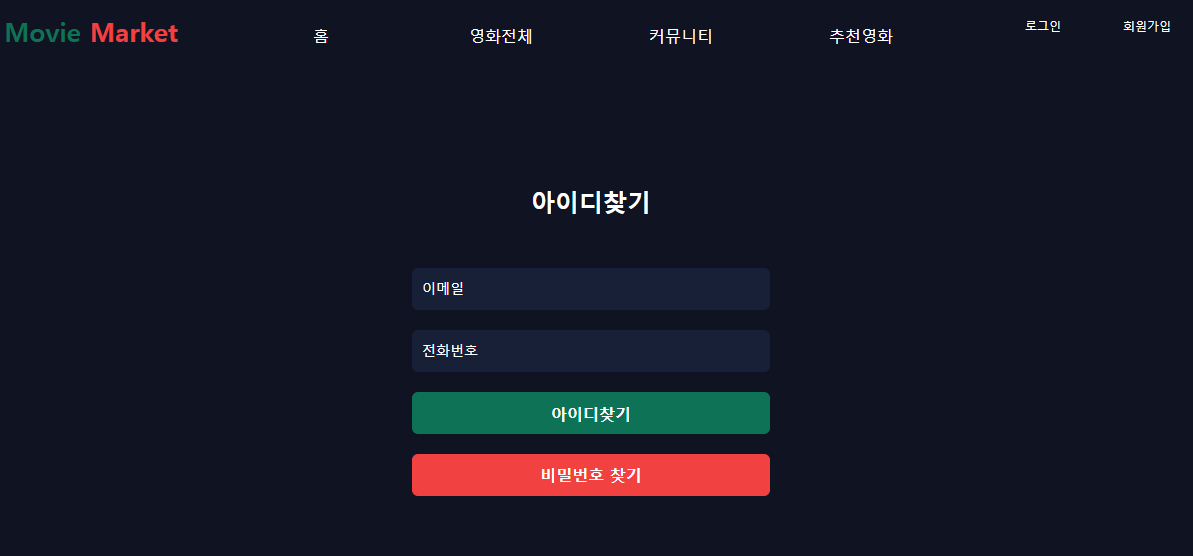 Movie Market 홈 영화전체 커뮤니티 추천영화 로그인 회원가입
아이디찾기
이메일
전화번호
아이디찾기
비밀번호 찾기